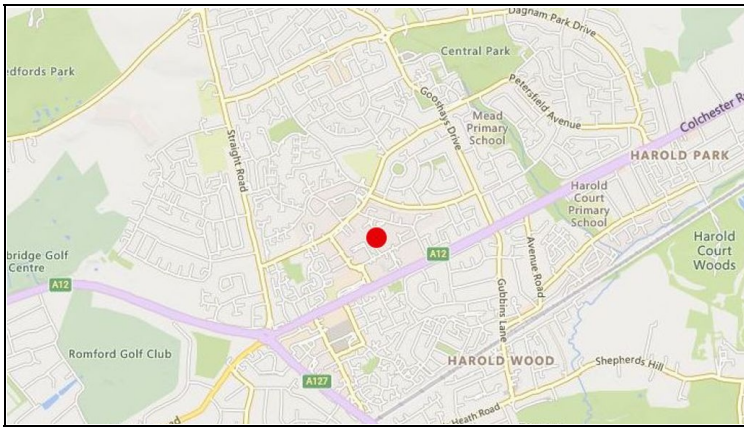 Dagnam Park Drive
Central Park
edfords Park
Gooshays Drive
Petersfield Avenue
Mead
Primary
School
Colchester R
Straight Road
HAROLD PARK
Harold
Court
Primary
School
Harold
Court
Woods
bridge Golf
Centre
A12
A12
Avenue Road
Gubbins Lane
Romford Golf Club
HAROLD WOOD
Shepherds Hill
A127
Heath Road
ad